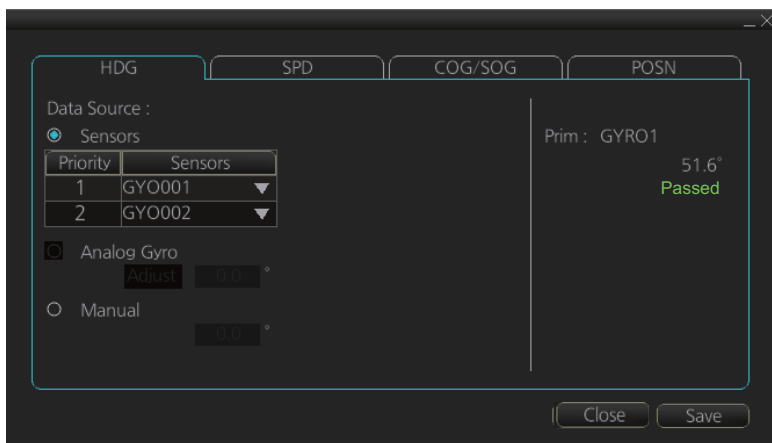 HDG SPD COG/SOG POSN
Data Source :
Sensors
Priority Sensors
1 GYO001
2 GYO002
Analog Gyro
Adjust 0.0 °
Manual
0.0 °
Prim : GYRO1
51.6°
Passed
Close Save